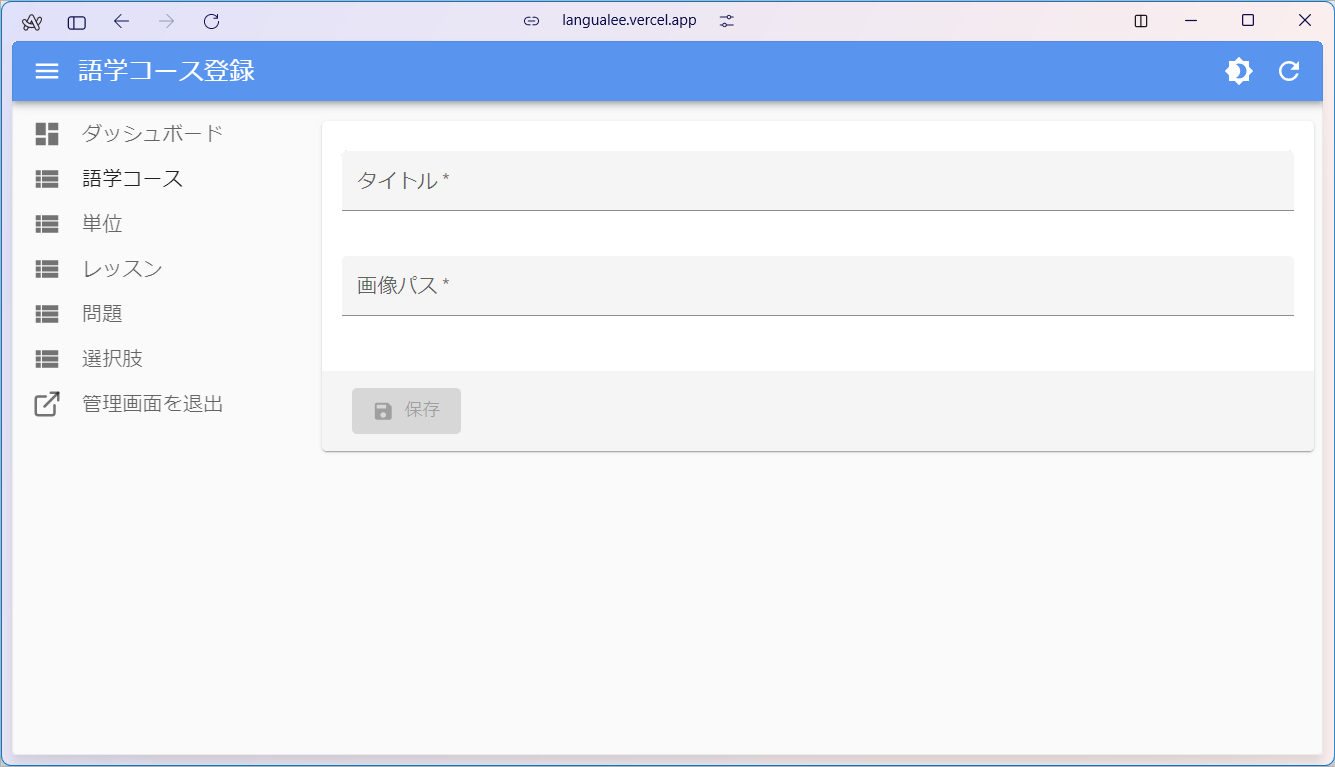 langualee.vercel.app
語学コース登録
ダッシュボード
語学コース
単位
レッスン
問題
選択肢
管理画面を退出
タイトル *
画像パス *
保存